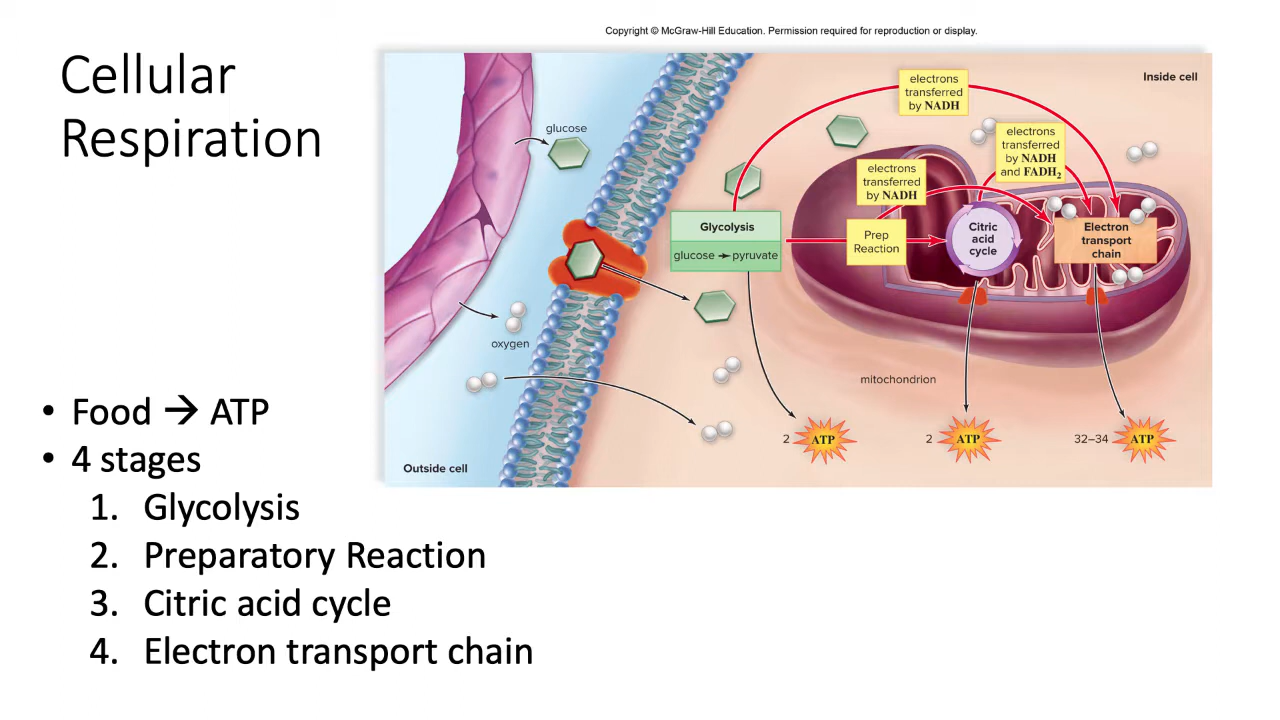 Copyright © McGraw-Hill Education. Permission required for reproduction or display.
Cellular
Respiration
• Food → ATP
• 4 stages
1. Glycolysis
2. Preparatory Reaction
3. Citric acid cycle
4. Electron transport chain
Inside cell
electrons
transferred
by NADH
electrons
transferred
by NADH
and FADH₂
electrons
transferred
by NADH
glucose
Glycolysis
glucose → pyruvate
Prep
Reaction
Citric
acid
cycle
Electron
transport
chain
oxygen
mitochondrion
2 ATP
2 ATP
32–34 ATP
Outside cell